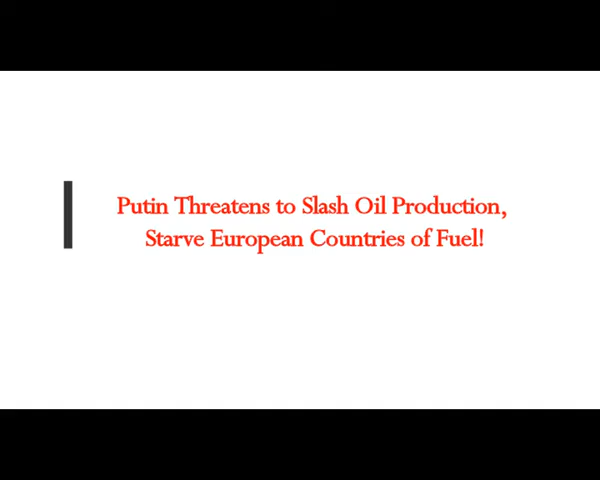 Putin Threatens to Slash Oil Production,
Starve European Countries of Fuel!